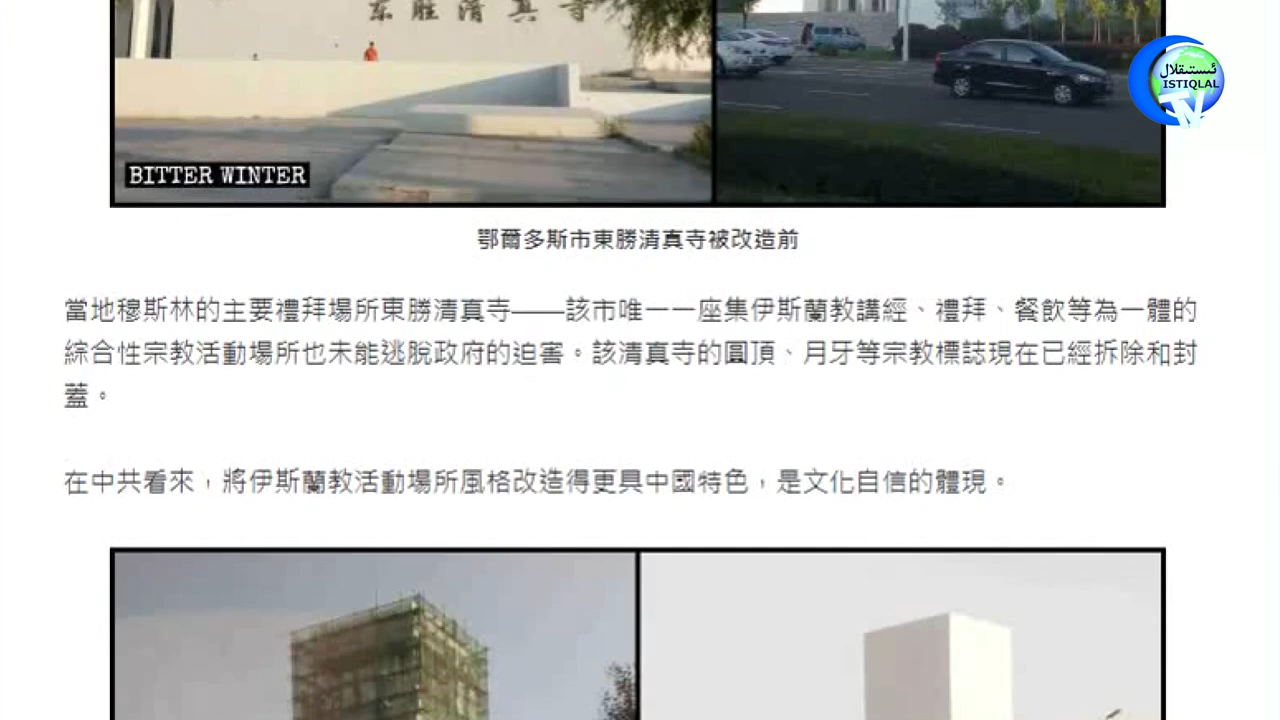 东胜清真寺
ئىستىقلال
ISTIQLAL
TV
BITTER WINTER
鄂爾多斯市東勝清真寺被改造前
當地穆斯林的主要禮拜場所東勝清真寺——該市唯一一座集伊斯蘭教講經、禮拜、餐飲等為一體的
綜合性宗教活動場所也未能逃脫政府的迫害。該清真寺的圓頂、月牙等宗教標誌現在已經拆除和封
蓋。
在中共看來，將伊斯蘭教活動場所風格改造得更具中國特色，是文化自信的體現。